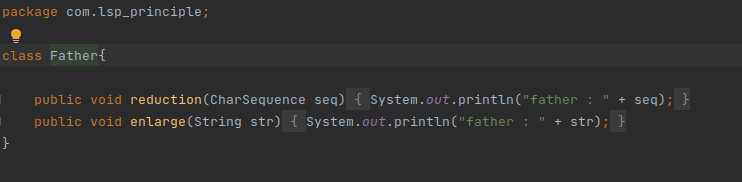 package com.lsp_principle;
class Father{
public void reduction(CharSequence seq) { System.out.println("father : " + seq); }
public void enlarge(String str) { System.out.println("father : " + str); }
}